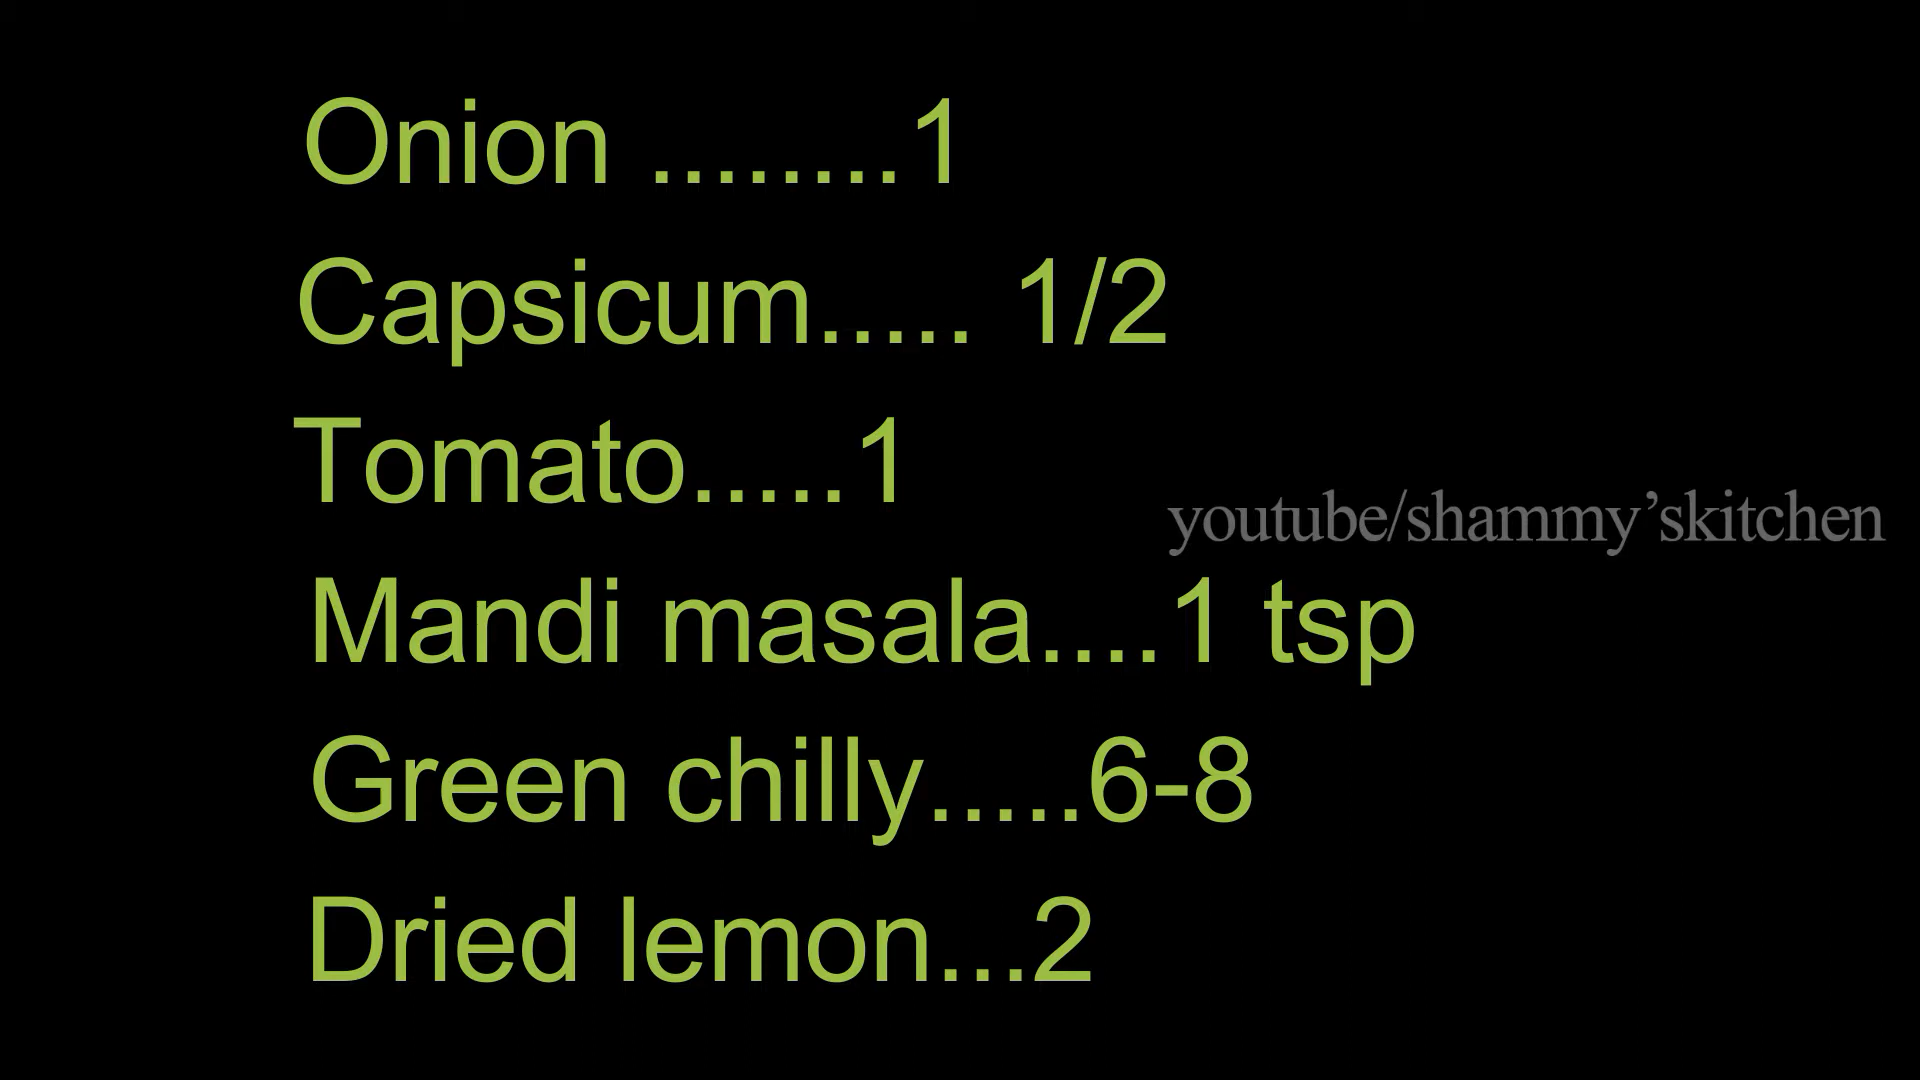 Onion ........1
Capsicum..... 1/2
Tomato.....1
youtube/shammy’skitchen
Mandi masala....1 tsp
Green chilly.....6-8
Dried lemon...2